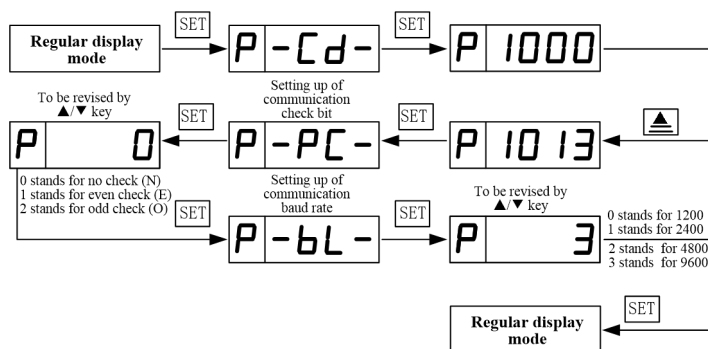 SET
SET
Regular display
mode
P -Cd-
P 1000
To be revised by
▲/▼ key
Setting up of
communication
check bit
SET
SET
▲
P 0
P -PC-
P 1013
0 stands for no check (N)
1 stands for even check (E)
2 stands for odd check (O)
Setting up of
communication
baud rate
To be revised by
▲/▼ key
SET
SET
P -bL-
P 3
0 stands for 1200
1 stands for 2400
2 stands for 4800
3 stands for 9600
SET
Regular display
mode